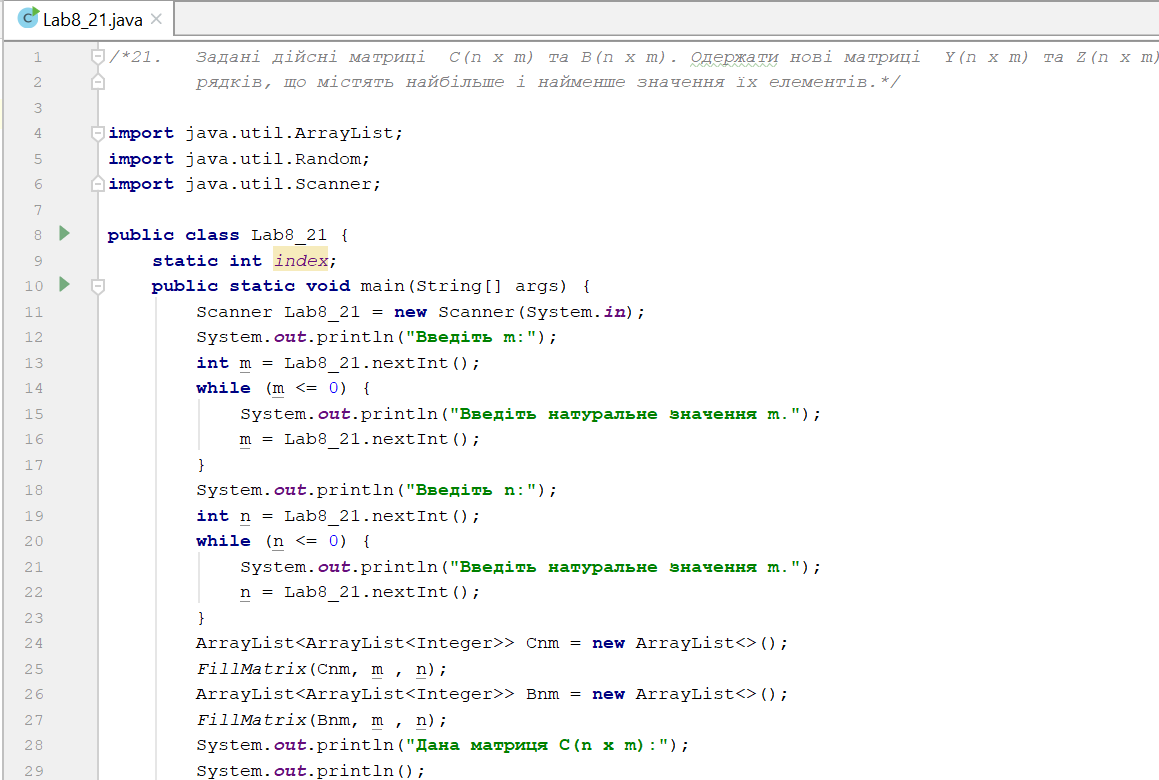 Lab8_21.java
1 /*21. Задані дійсні матриці C(n x m) та B(n x m). Одержати нові матриці Y(n x m) та Z(n x m)
2 рядків, що містять найбільше і найменше значення їх елементів.*/
3
4 import java.util.ArrayList;
5 import java.util.Random;
6 import java.util.Scanner;
7
8 public class Lab8_21 {
9 static int index;
10 public static void main(String[] args) {
11 Scanner Lab8_21 = new Scanner(System.in);
12 System.out.println("Введіть m:");
13 int m = Lab8_21.nextInt();
14 while (m <= 0) {
15 System.out.println("Введіть натуральне значення m.");
16 m = Lab8_21.nextInt();
17 }
18 System.out.println("Введіть n:");
19 int n = Lab8_21.nextInt();
20 while (n <= 0) {
21 System.out.println("Введіть натуральне значення m.");
22 n = Lab8_21.nextInt();
23 }
24 ArrayList<ArrayList<Integer>> Cnm = new ArrayList<>();
25 FillMatrix(Cnm, m , n);
26 ArrayList<ArrayList<Integer>> Bnm = new ArrayList<>();
27 FillMatrix(Bnm, m , n);
28 System.out.println("Дана матриця C(n x m):");
29 System.out.println();